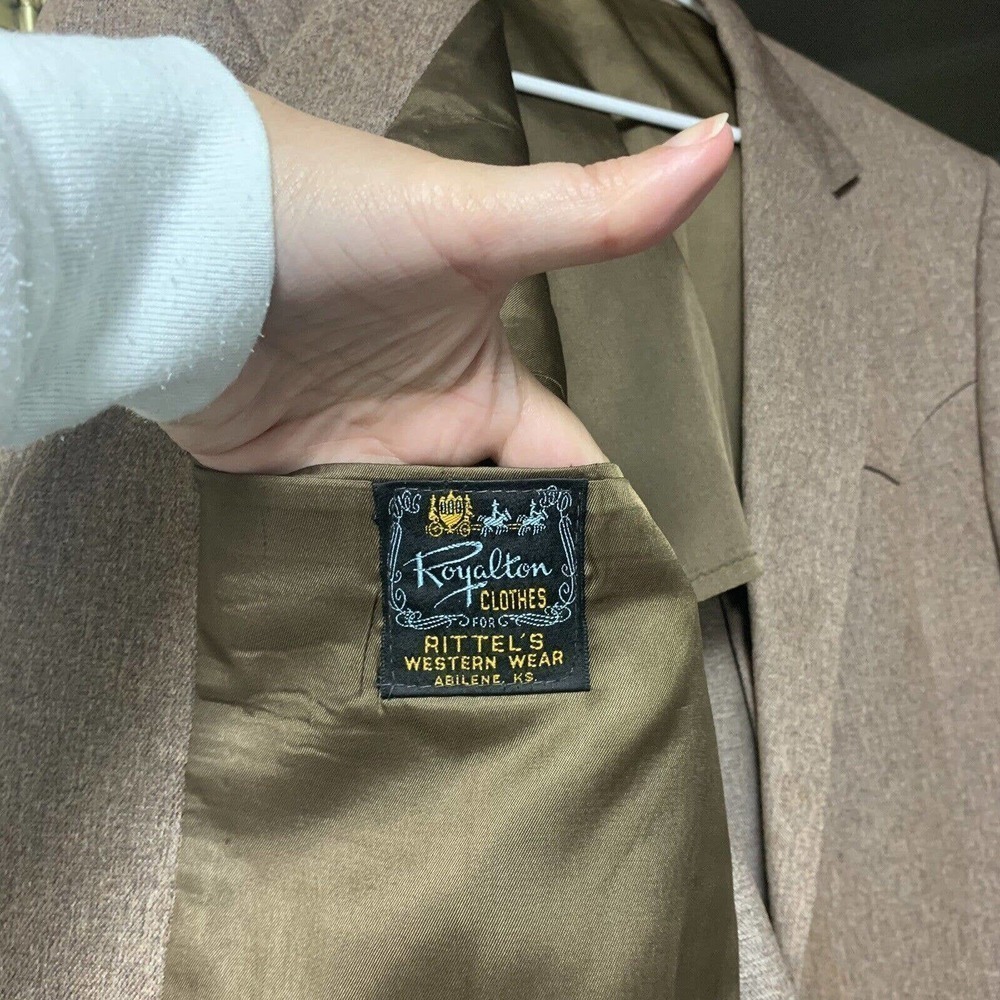 Royalton
CLOTHES
FOR
RITTEL'S
WESTERN WEAR
ABILENE, KS.